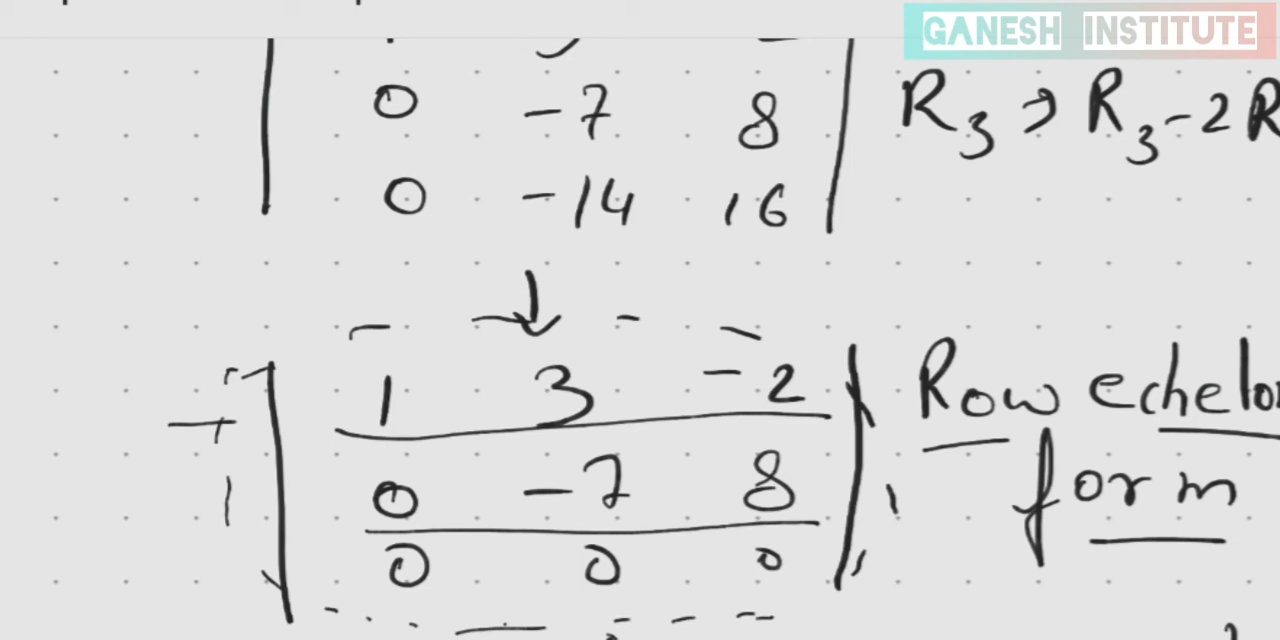 GANESH INSTITUTE
0 -7 8 R3 → R3 - 2R
0 -14 16
1 3 -2 Row echelon
0 -7 8 form
0 0 0